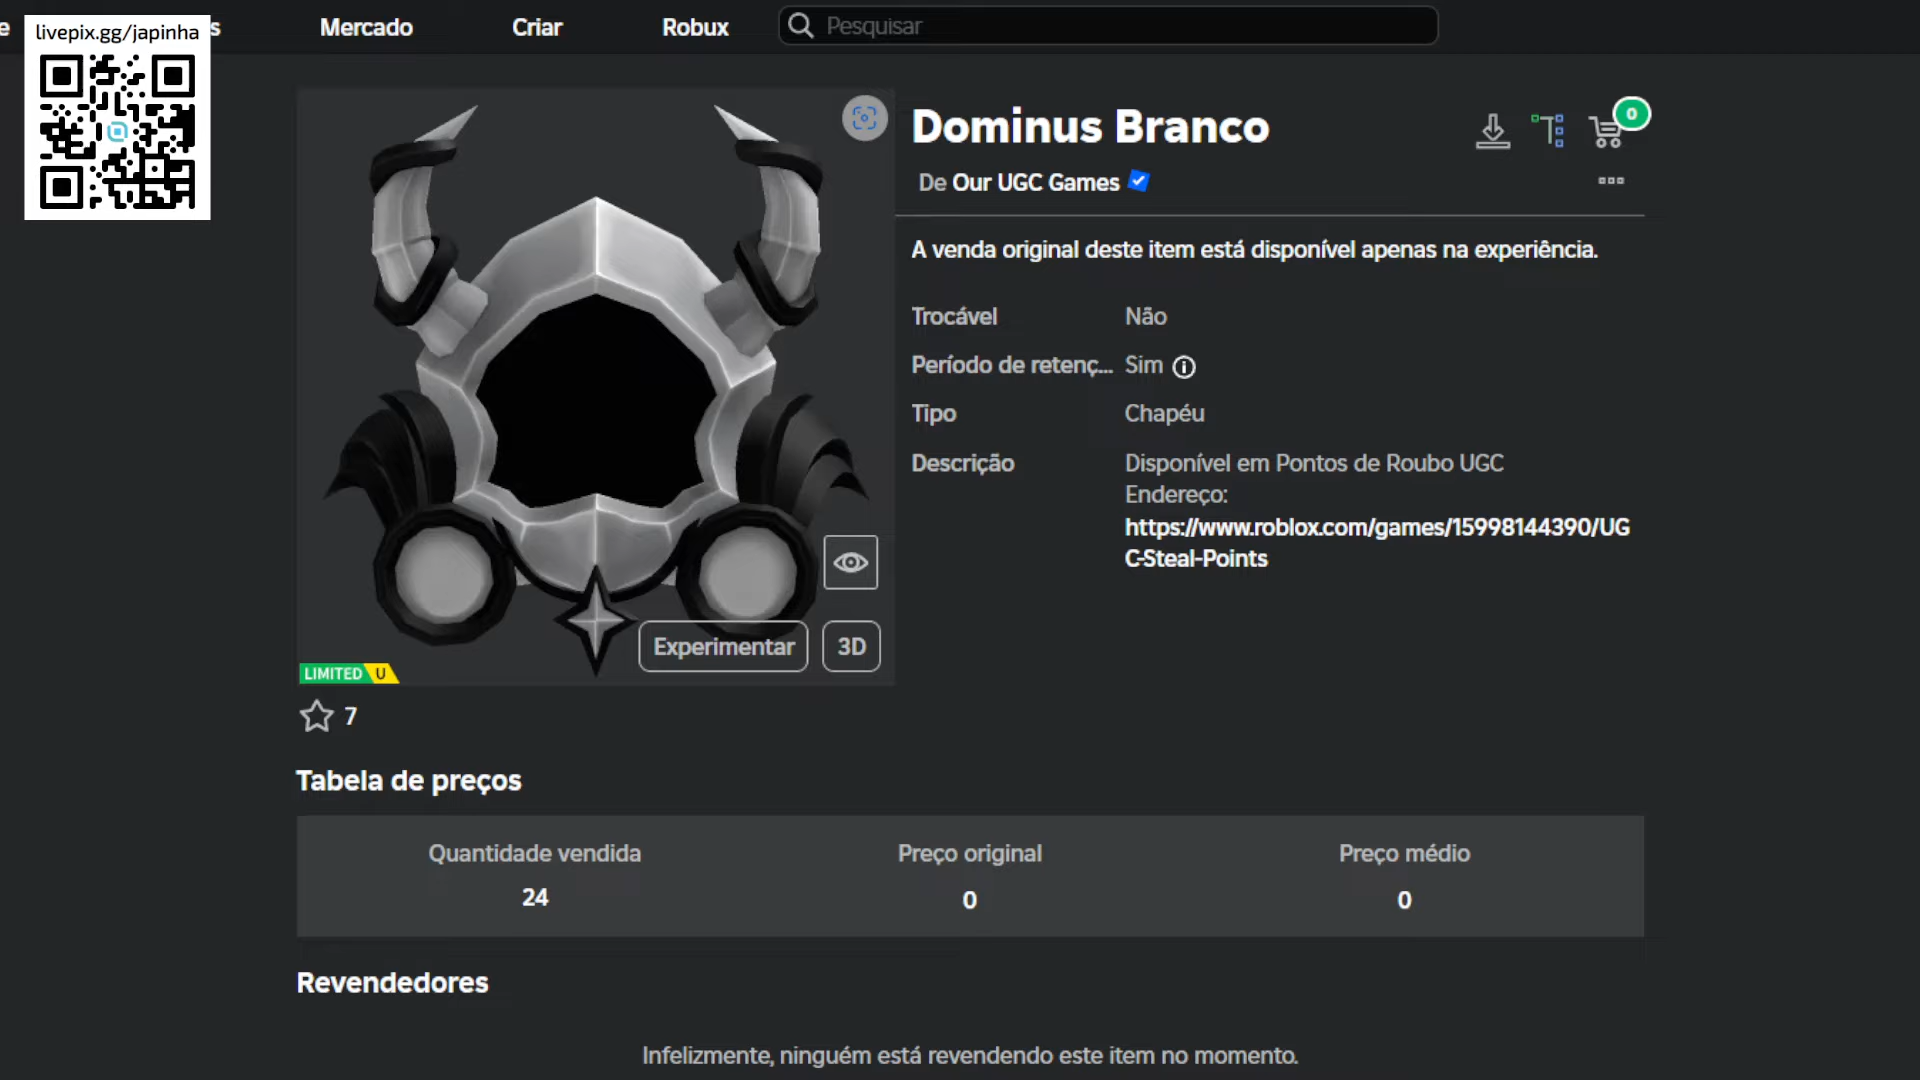 livepix.gg/japinha
Mercado
Criar
Robux
Pesquisar
Dominus Branco
0
De Our UGC Games
A venda original deste item está disponível apenas na experiência.
Trocável
Não
Período de retenç...
Sim
Tipo
Chapéu
Descrição
Disponível em Pontos de Roubo UGC
Endereço:
https://www.roblox.com/games/15998144390/UG
C-Steal-Points
Experimentar
3D
LIMITED U
7
Tabela de preços
Quantidade vendida
Preço original
Preço médio
24
0
0
Revendedores
Infelizmente, ninguém está revendendo este item no momento.